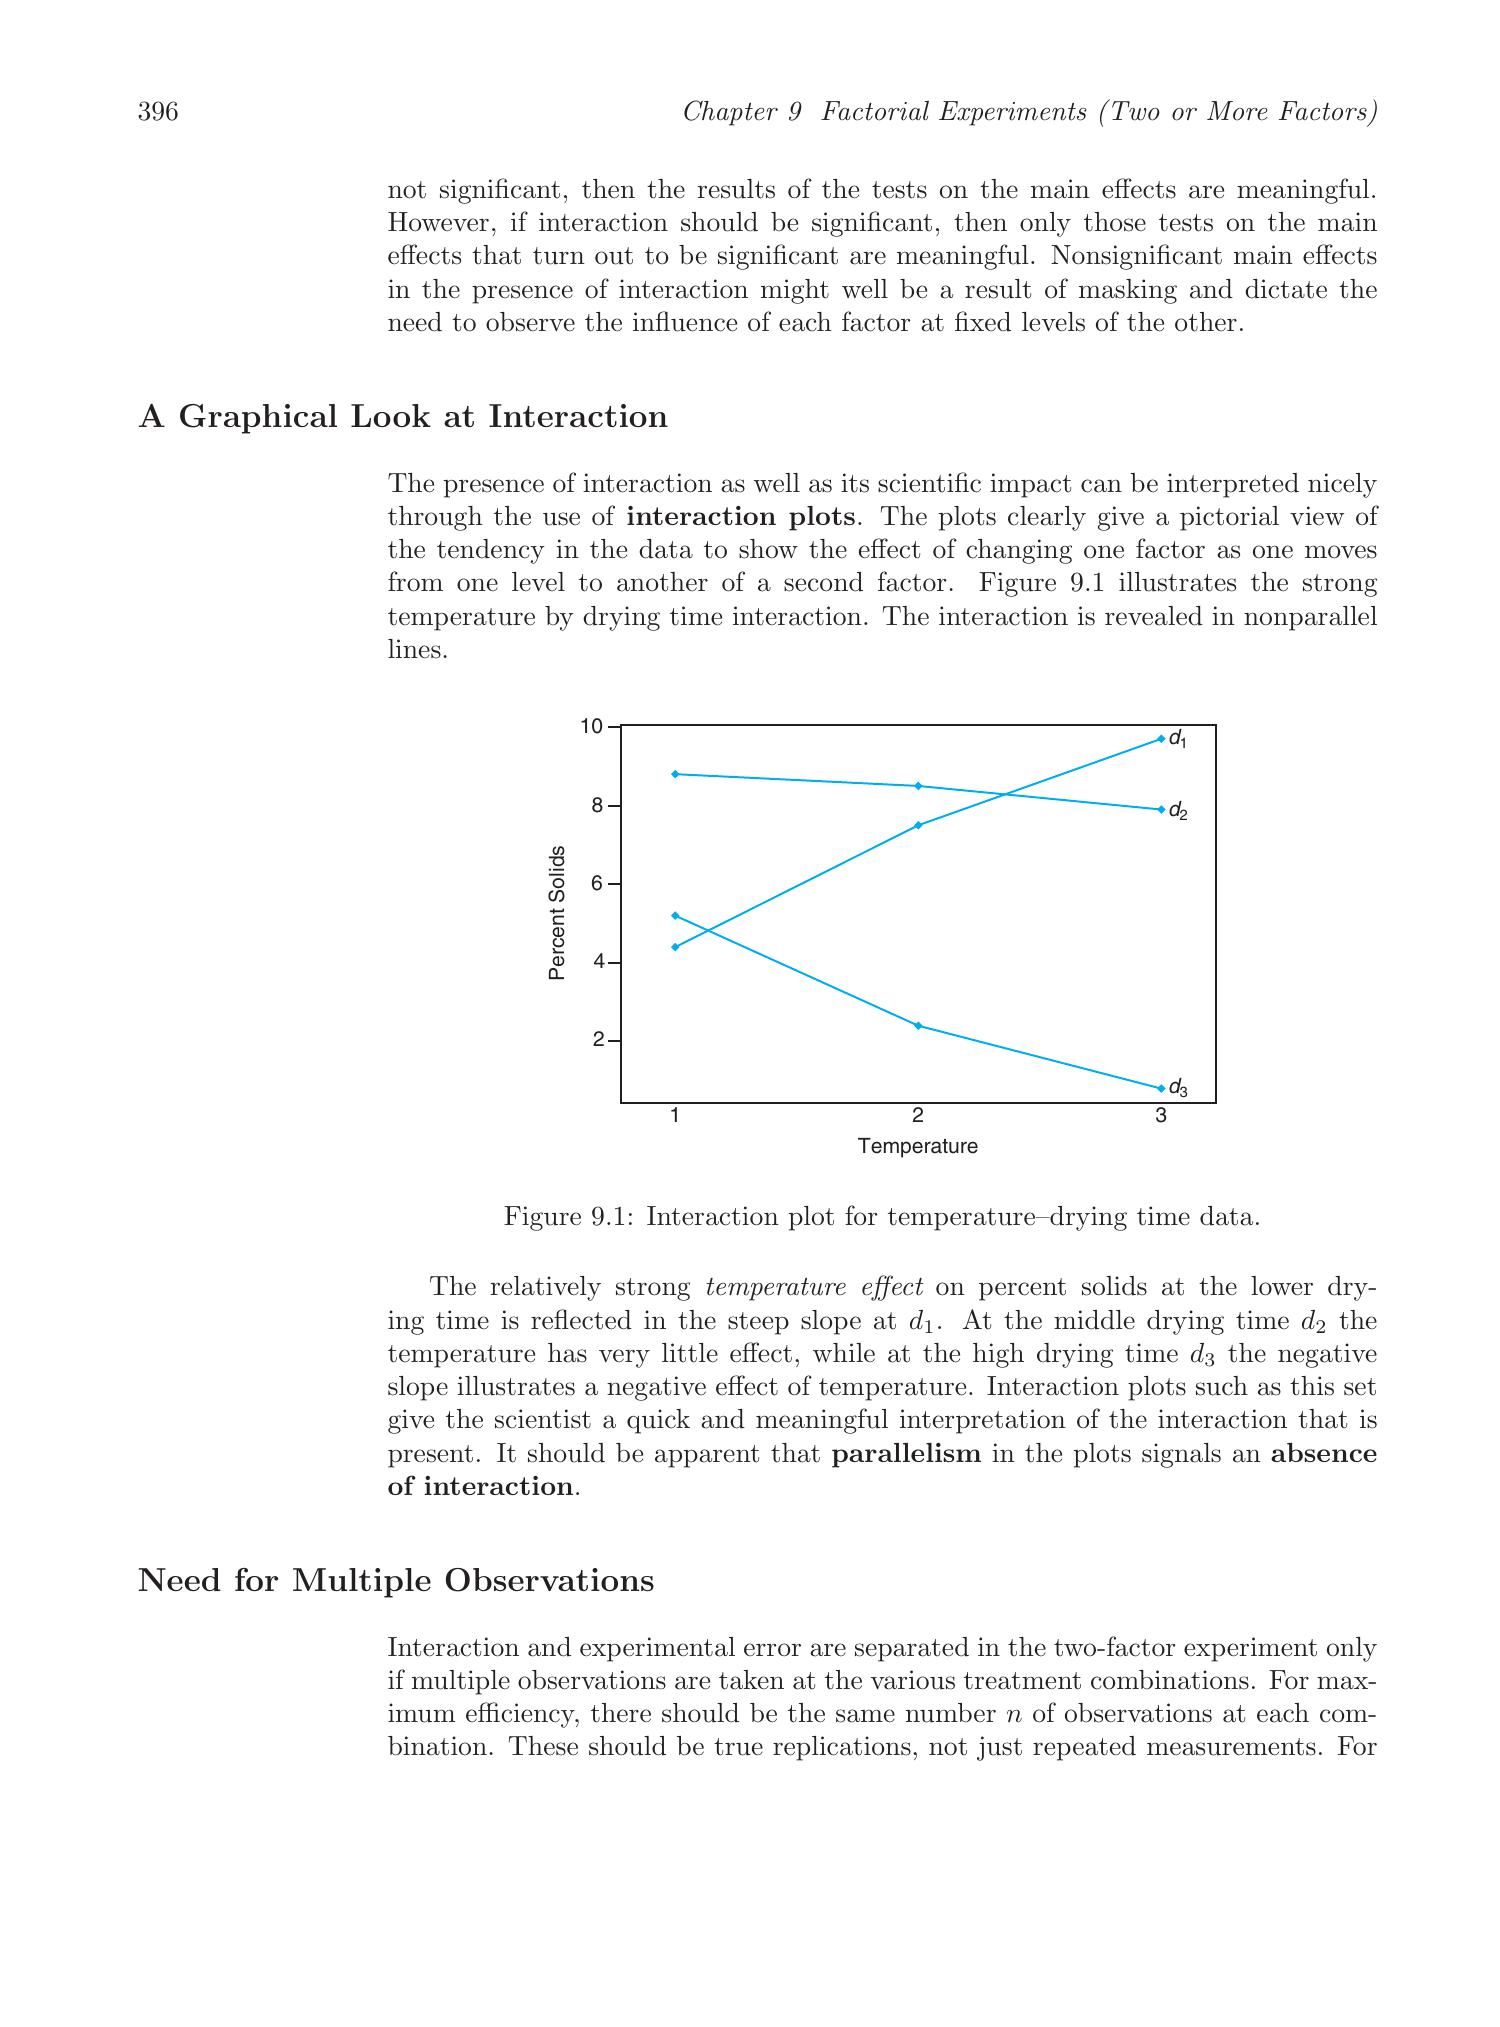 396 Chapter 9 Factorial Experiments (Two or More Factors)
not significant, then the results of the tests on the main effects are meaningful.
However, if interaction should be significant, then only those tests on the main
effects that turn out to be significant are meaningful. Nonsignificant main effects
in the presence of interaction might well be a result of masking and dictate the
need to observe the influence of each factor at fixed levels of the other.
A Graphical Look at Interaction
The presence of interaction as well as its scientific impact can be interpreted nicely
through the use of interaction plots. The plots clearly give a pictorial view of
the tendency in the data to show the effect of changing one factor as one moves
from one level to another of a second factor. Figure 9.1 illustrates the strong
temperature by drying time interaction. The interaction is revealed in nonparallel
lines.
10
8
6
4
2
Percent Solids
d1
d2
d3
1 2 3
Temperature
Figure 9.1: Interaction plot for temperature–drying time data.
The relatively strong temperature effect on percent solids at the lower dry-
ing time is reflected in the steep slope at d1. At the middle drying time d2 the
temperature has very little effect, while at the high drying time d3 the negative
slope illustrates a negative effect of temperature. Interaction plots such as this set
give the scientist a quick and meaningful interpretation of the interaction that is
present. It should be apparent that parallelism in the plots signals an absence
of interaction.
Need for Multiple Observations
Interaction and experimental error are separated in the two-factor experiment only
if multiple observations are taken at the various treatment combinations. For max-
imum efficiency, there should be the same number n of observations at each com-
bination. These should be true replications, not just repeated measurements. For